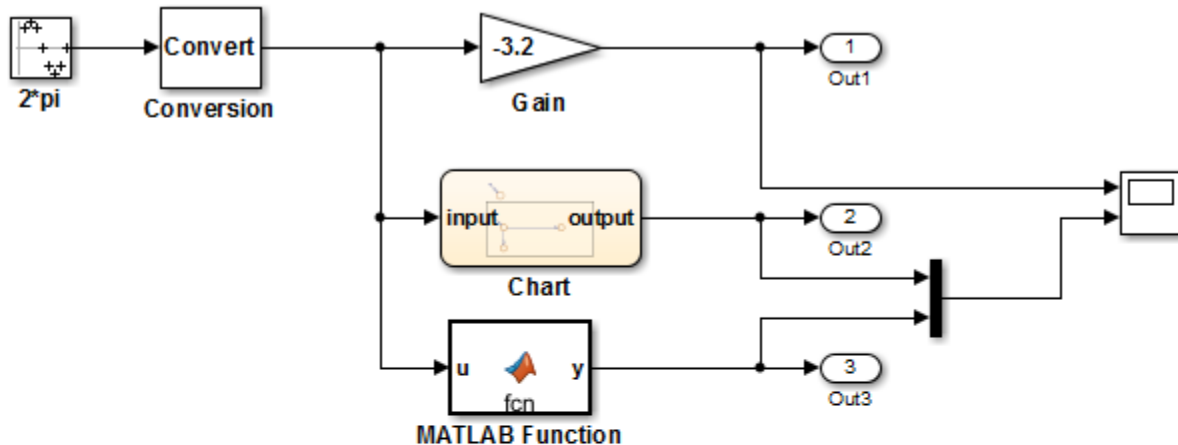 2*pi
Convert
Conversion
-3.2
Gain
1
Out1
input
output
Chart
2
Out2
u
y
fcn
MATLAB Function
3
Out3